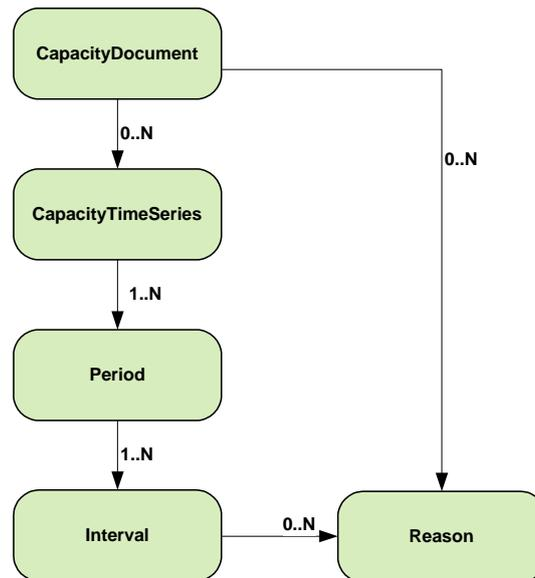 CapacityDocument
0..N
0..N
CapacityTimeSeries
1..N
Period
1..N
Interval
0..N
Reason